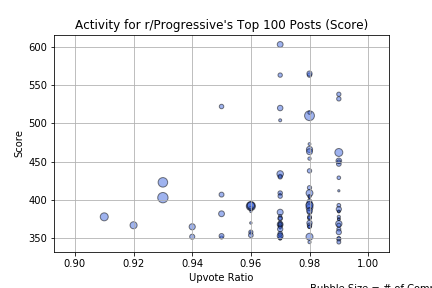 Activity for r/Progressive's Top 100 Posts (Score)
600
550
500
450
400
350
Score
0.90 0.92 0.94 0.96 0.98 1.00
Upvote Ratio
Bubble Size = # of